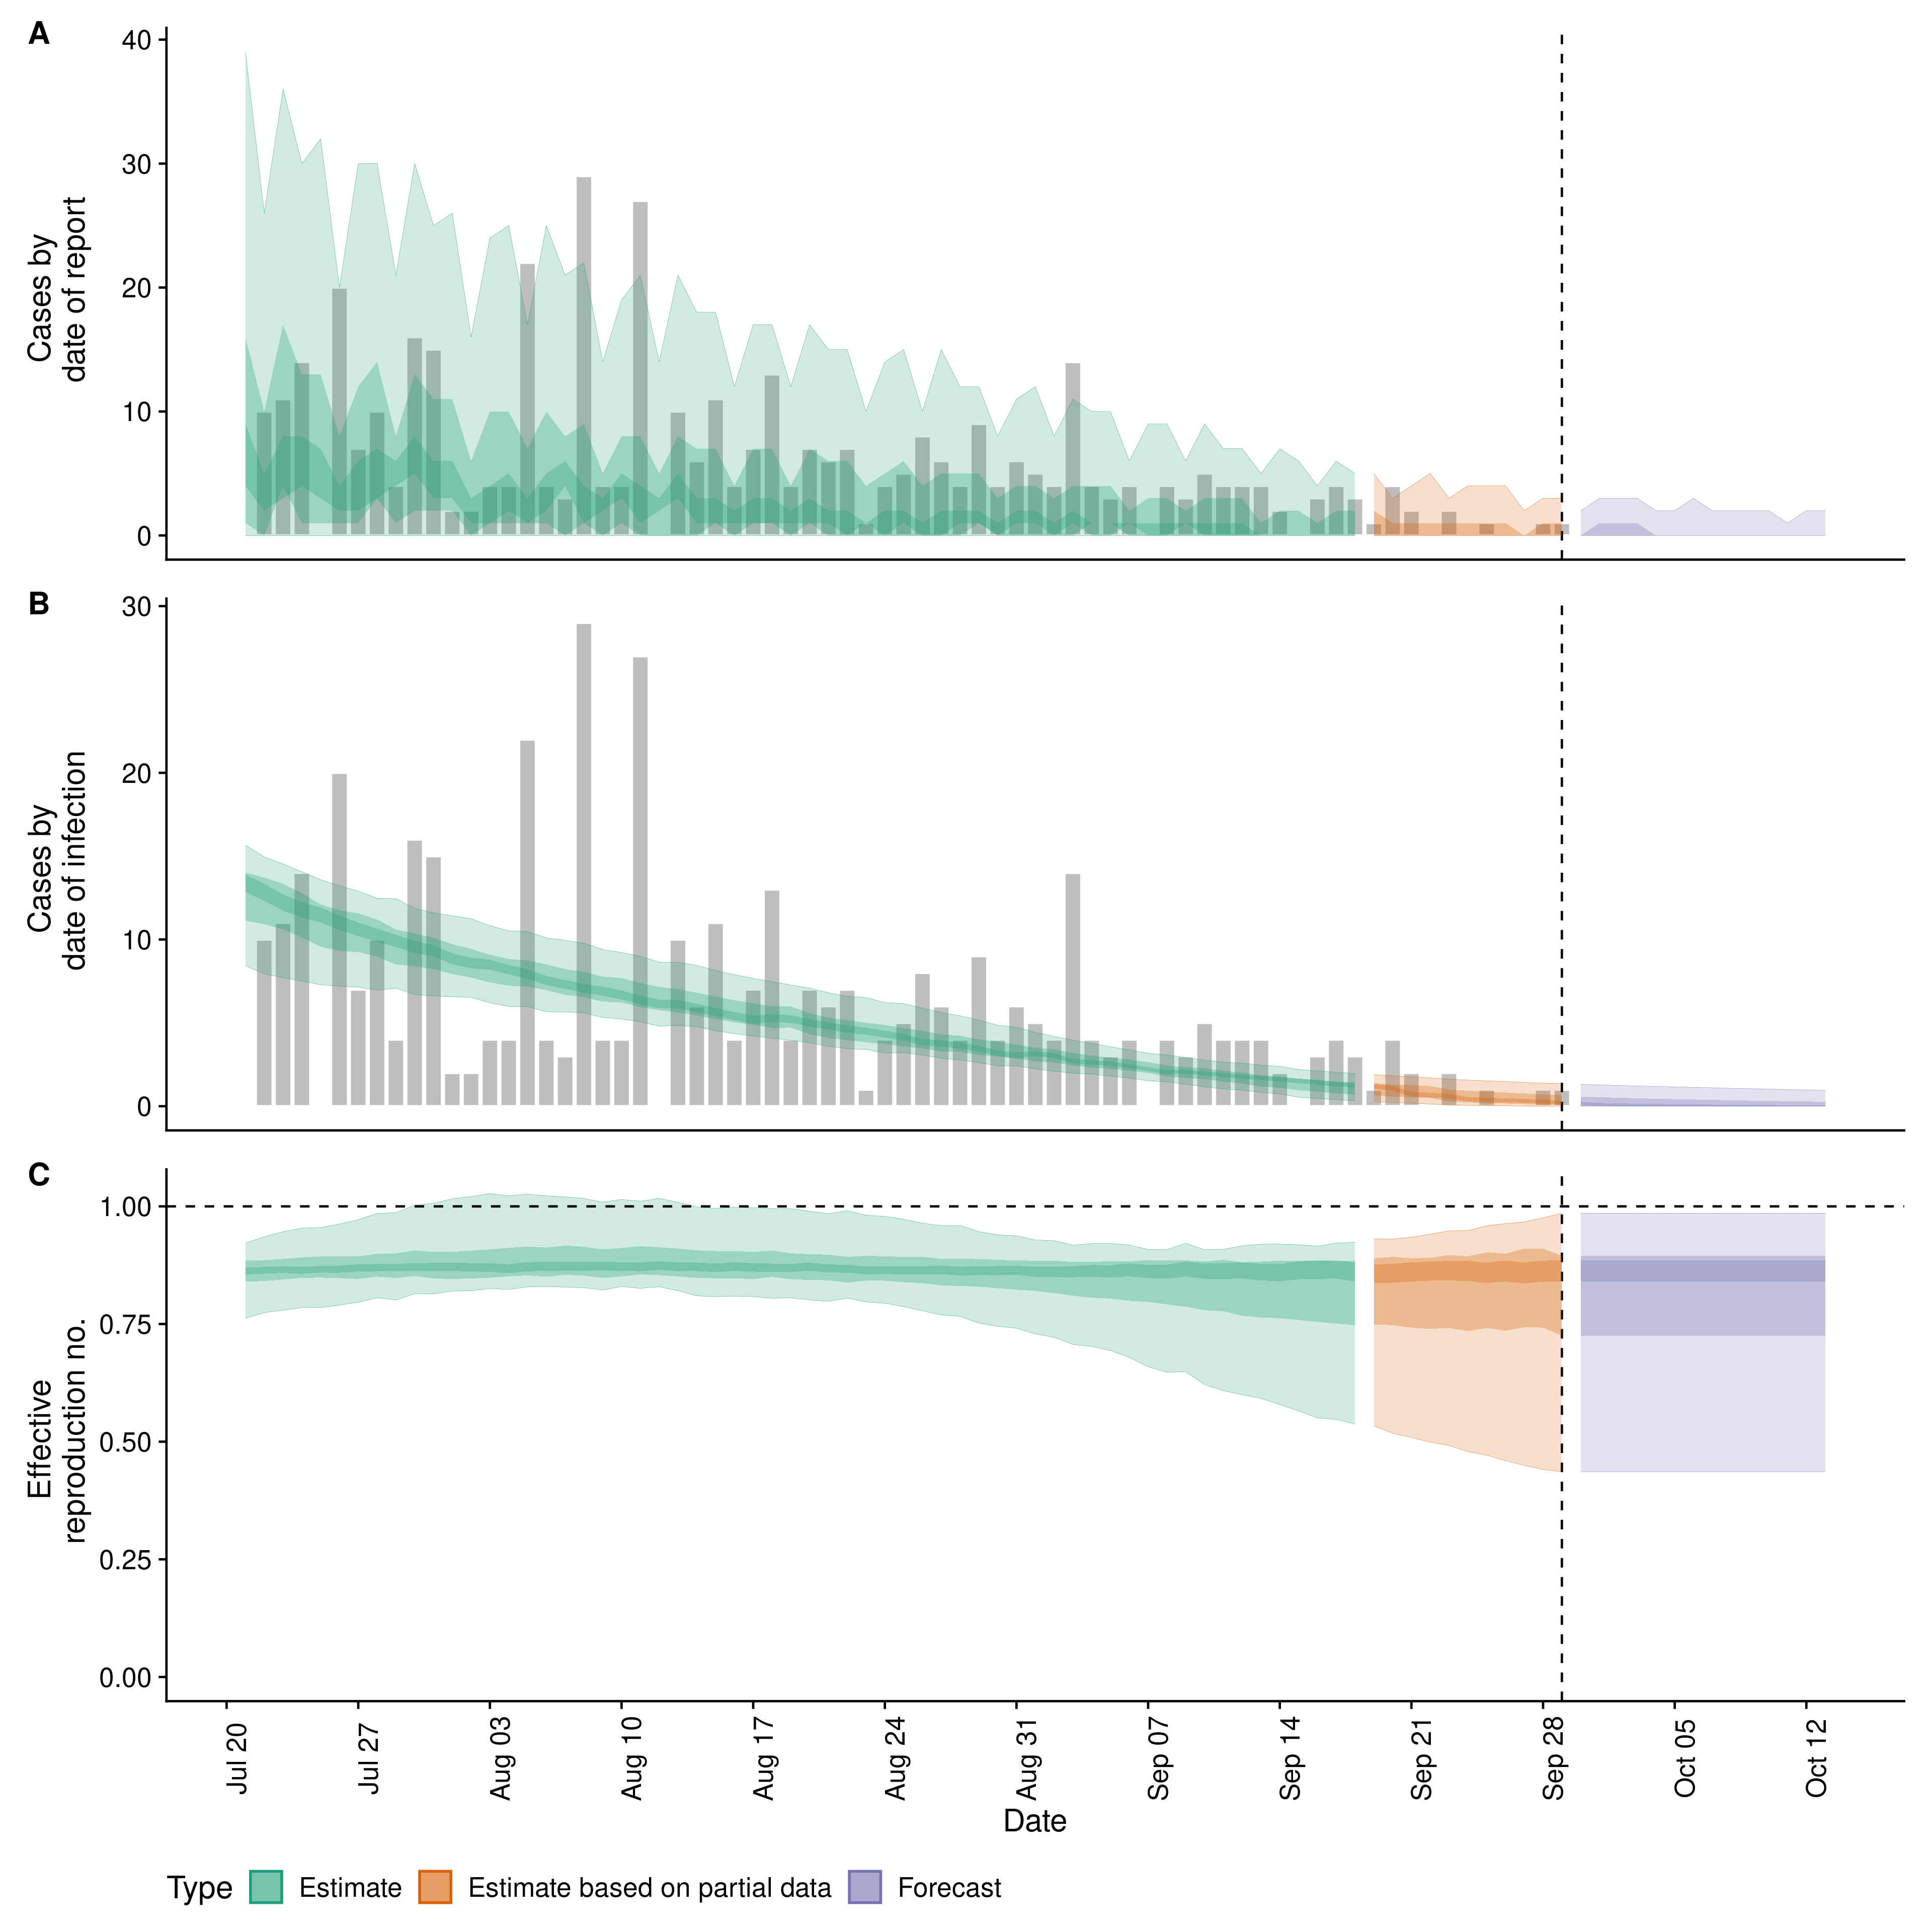 A
Cases by
date of report
40
30
20
10
0
B
Cases by
date of infection
30
20
10
0
C
Effective
reproduction no.
1.00
0.75
0.50
0.25
0.00
Jul 20
Jul 27
Aug 03
Aug 10
Aug 17
Aug 24
Aug 31
Sep 07
Sep 14
Sep 21
Sep 28
Oct 05
Oct 12
Date
Type Estimate Estimate based on partial data Forecast